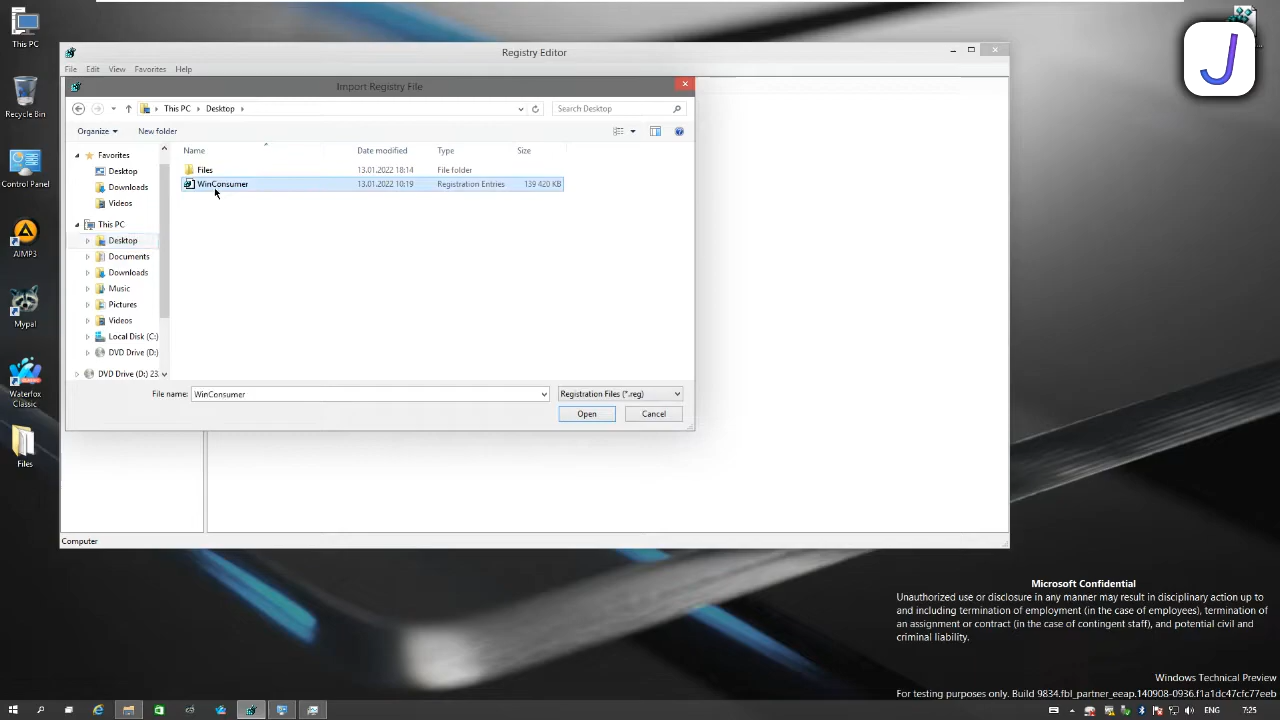 This PC
Recycle Bin
Control Panel
AIMP3
Mypal
Waterfox
Classic
Files
Registry Editor
File Edit View Favorites Help
Import Registry File
This PC Desktop
Search Desktop
Organize New folder
Name Date modified Type Size
Files 13.01.2022 18:14 File folder
WinConsumer 13.01.2022 10:19 Registration Entries 139 420 KB
Favorites
Desktop
Downloads
Videos
This PC
Desktop
Documents
Downloads
Music
Pictures
Videos
Local Disk (C:)
DVD Drive (D:)
DVD Drive (D:) 23.
File name: WinConsumer
Registration Files (*.reg)
Open Cancel
Computer
J
Microsoft Confidential
Unauthorized use or disclosure in any manner may result in disciplinary action up to
and including termination of employment (in the case of employees), termination of
an assignment or contract (in the case of contingent staff), and potential civil and
criminal liability.
Windows Technical Preview
For testing purposes only. Build 9834.fbl_partner_eeap.140908-0936.f1a1dc47cfc77eeb
ENG 7:25